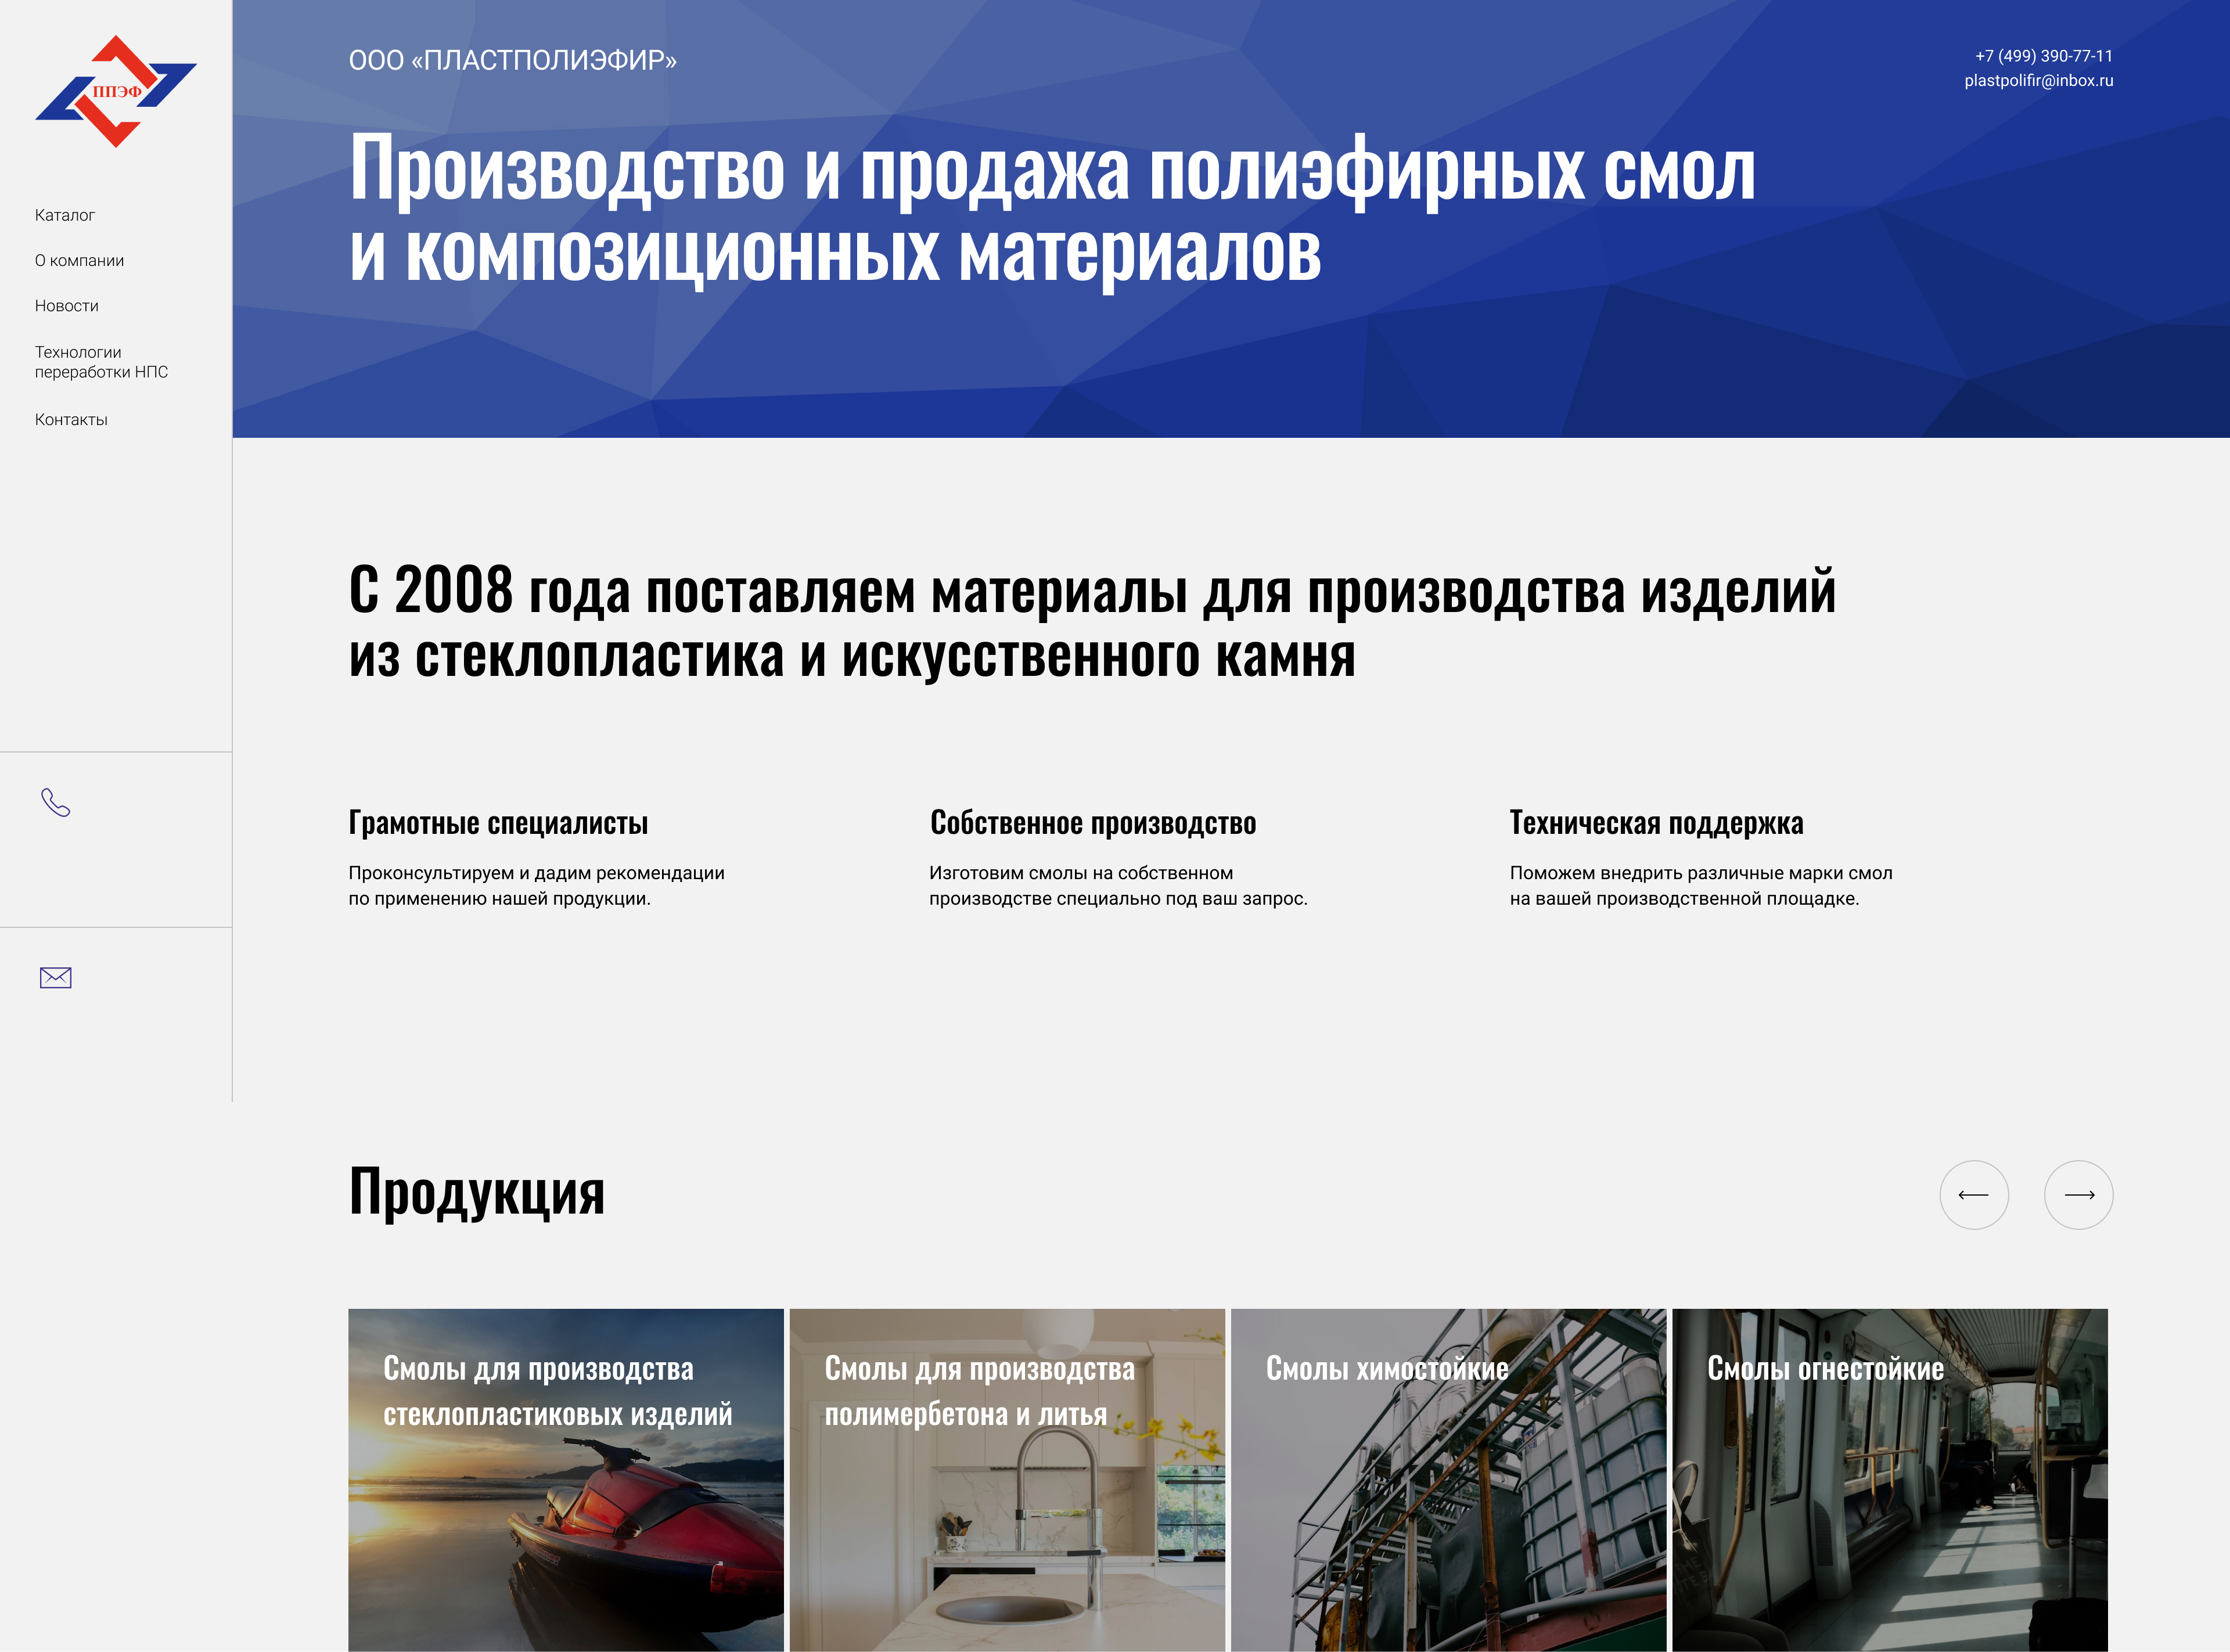 ППЭФ
Каталог
О компании
Новости
Технологии
переработки НПС
Контакты
ООО «ПЛАСТПОЛИЭФИР»
+7 (499) 390-77-11
plastpolifir@inbox.ru
Производство и продажа полиэфирных смол
и композиционных материалов
С 2008 года поставляем материалы для производства изделий
из стеклопластика и искусственного камня
Грамотные специалисты
Проконсультируем и дадим рекомендации
по применению нашей продукции.
Собственное производство
Изготовим смолы на собственном
производстве специально под ваш запрос.
Техническая поддержка
Поможем внедрить различные марки смол
на вашей производственной площадке.
Продукция
Смолы для производства
стеклопластиковых изделий
Смолы для производства
полимербетона и литья
Смолы химостойкие
Смолы огнестойкие